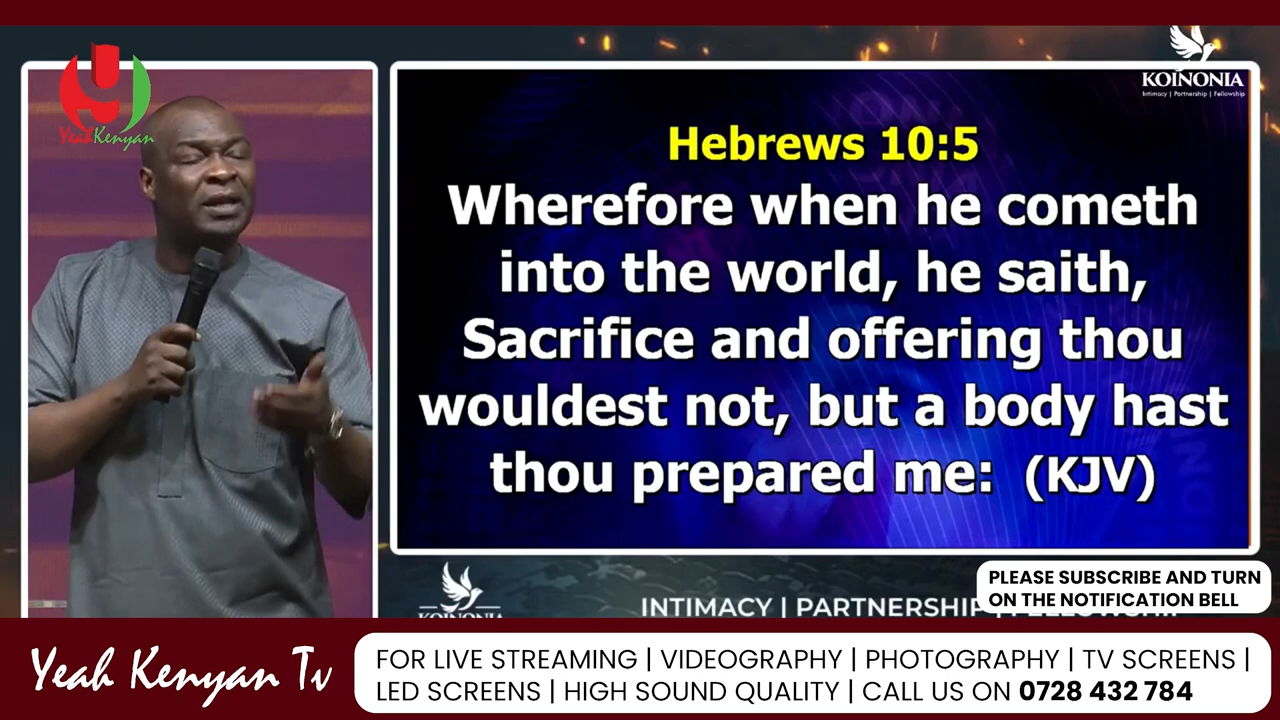 YeahKenyan
KOINONIA
Intimacy | Partnership | Fellowship
Hebrews 10:5
Wherefore when he cometh
into the world, he saith,
Sacrifice and offering thou
wouldest not, but a body hast
thou prepared me: (KJV)
KOINONIA
INTIMACY | PARTNERSHIP | FELLOWSHIP
PLEASE SUBSCRIBE AND TURN
ON THE NOTIFICATION BELL
Yeah Kenyan Tv
FOR LIVE STREAMING | VIDEOGRAPHY | PHOTOGRAPHY | TV SCREENS |
LED SCREENS | HIGH SOUND QUALITY | CALL US ON 0728 432 784